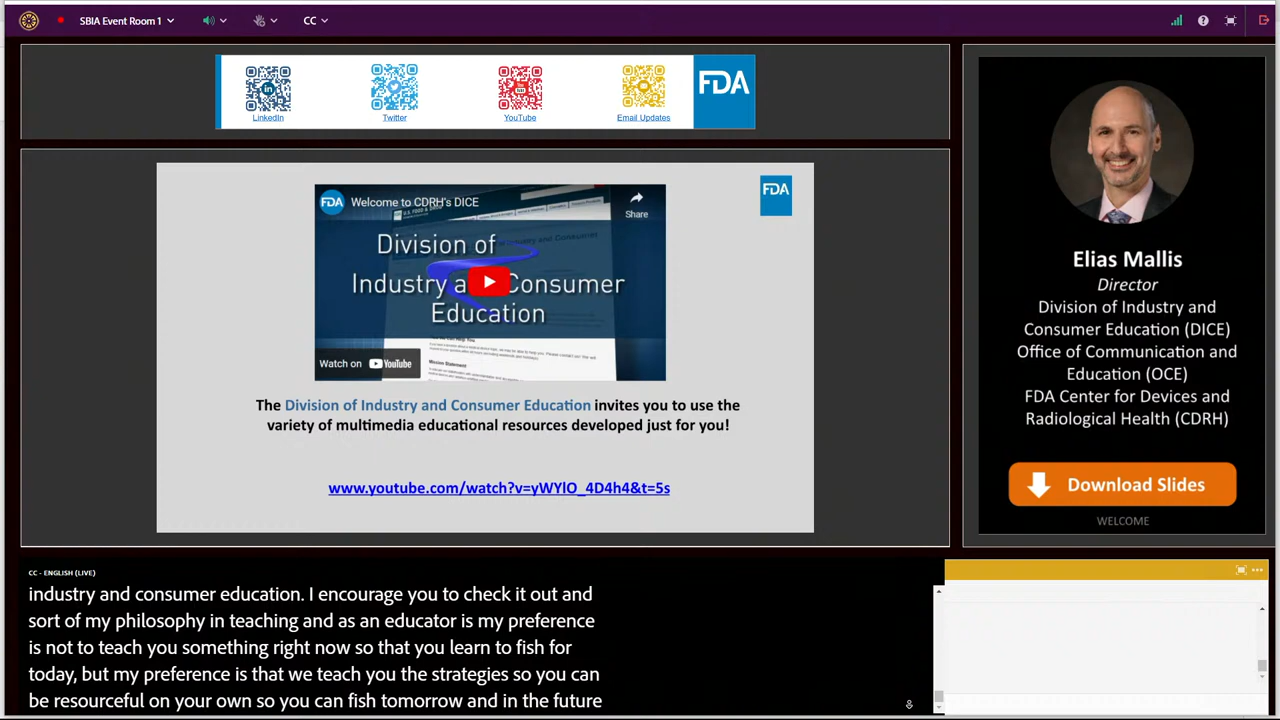 SBIA Event Room 1
CC
LinkedIn
Twitter
YouTube
Email Updates
FDA
FDA
FDA
Welcome to CDRH's DICE
Share
Division of
Industry a Consumer
Education
Mission Statement
Watch on YouTube
The Division of Industry and Consumer Education invites you to use the
variety of multimedia educational resources developed just for you!
www.youtube.com/watch?v=yWYlO_4D4h4&t=5s
Elias Mallis
Director
Division of Industry and
Consumer Education (DICE)
Office of Communication and
Education (OCE)
FDA Center for Devices and
Radiological Health (CDRH)
Download Slides
WELCOME
CC - ENGLISH (LIVE)
industry and consumer education. I encourage you to check it out and
sort of my philosophy in teaching and as an educator is my preference
is not to teach you something right now so that you learn to fish for
today, but my preference is that we teach you the strategies so you can
be resourceful on your own so you can fish tomorrow and in the future